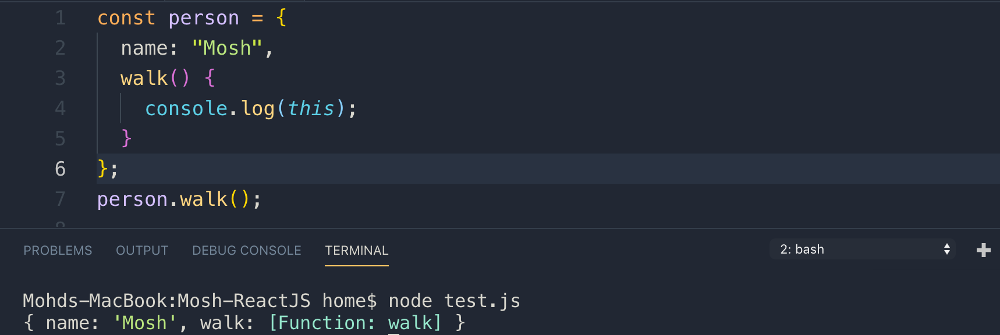 1 const person = {
2   name: "Mosh",
3   walk() {
4     console.log(this);
5   }
6 };
7 person.walk();
8
PROBLEMS OUTPUT DEBUG CONSOLE TERMINAL 2: bash
Mohds-MacBook:Mosh-ReactJS home$ node test.js
{ name: 'Mosh', walk: [Function: walk] }